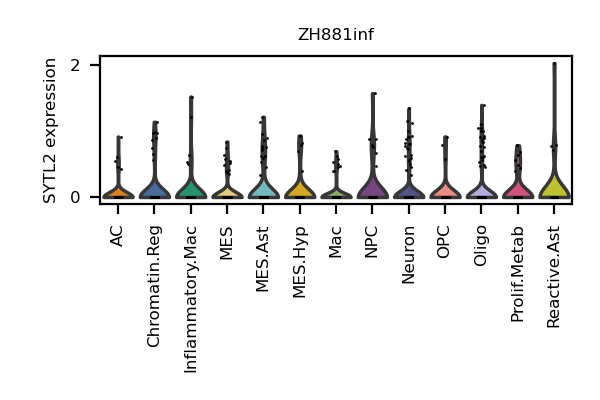 ZH881inf
SYTL2 expression
2
0
AC
Chromatin.Reg
Inflammatory.Mac
MES
MES.Ast
MES.Hyp
Mac
NPC
Neuron
OPC
Oligo
Prolif.Metab
Reactive.Ast